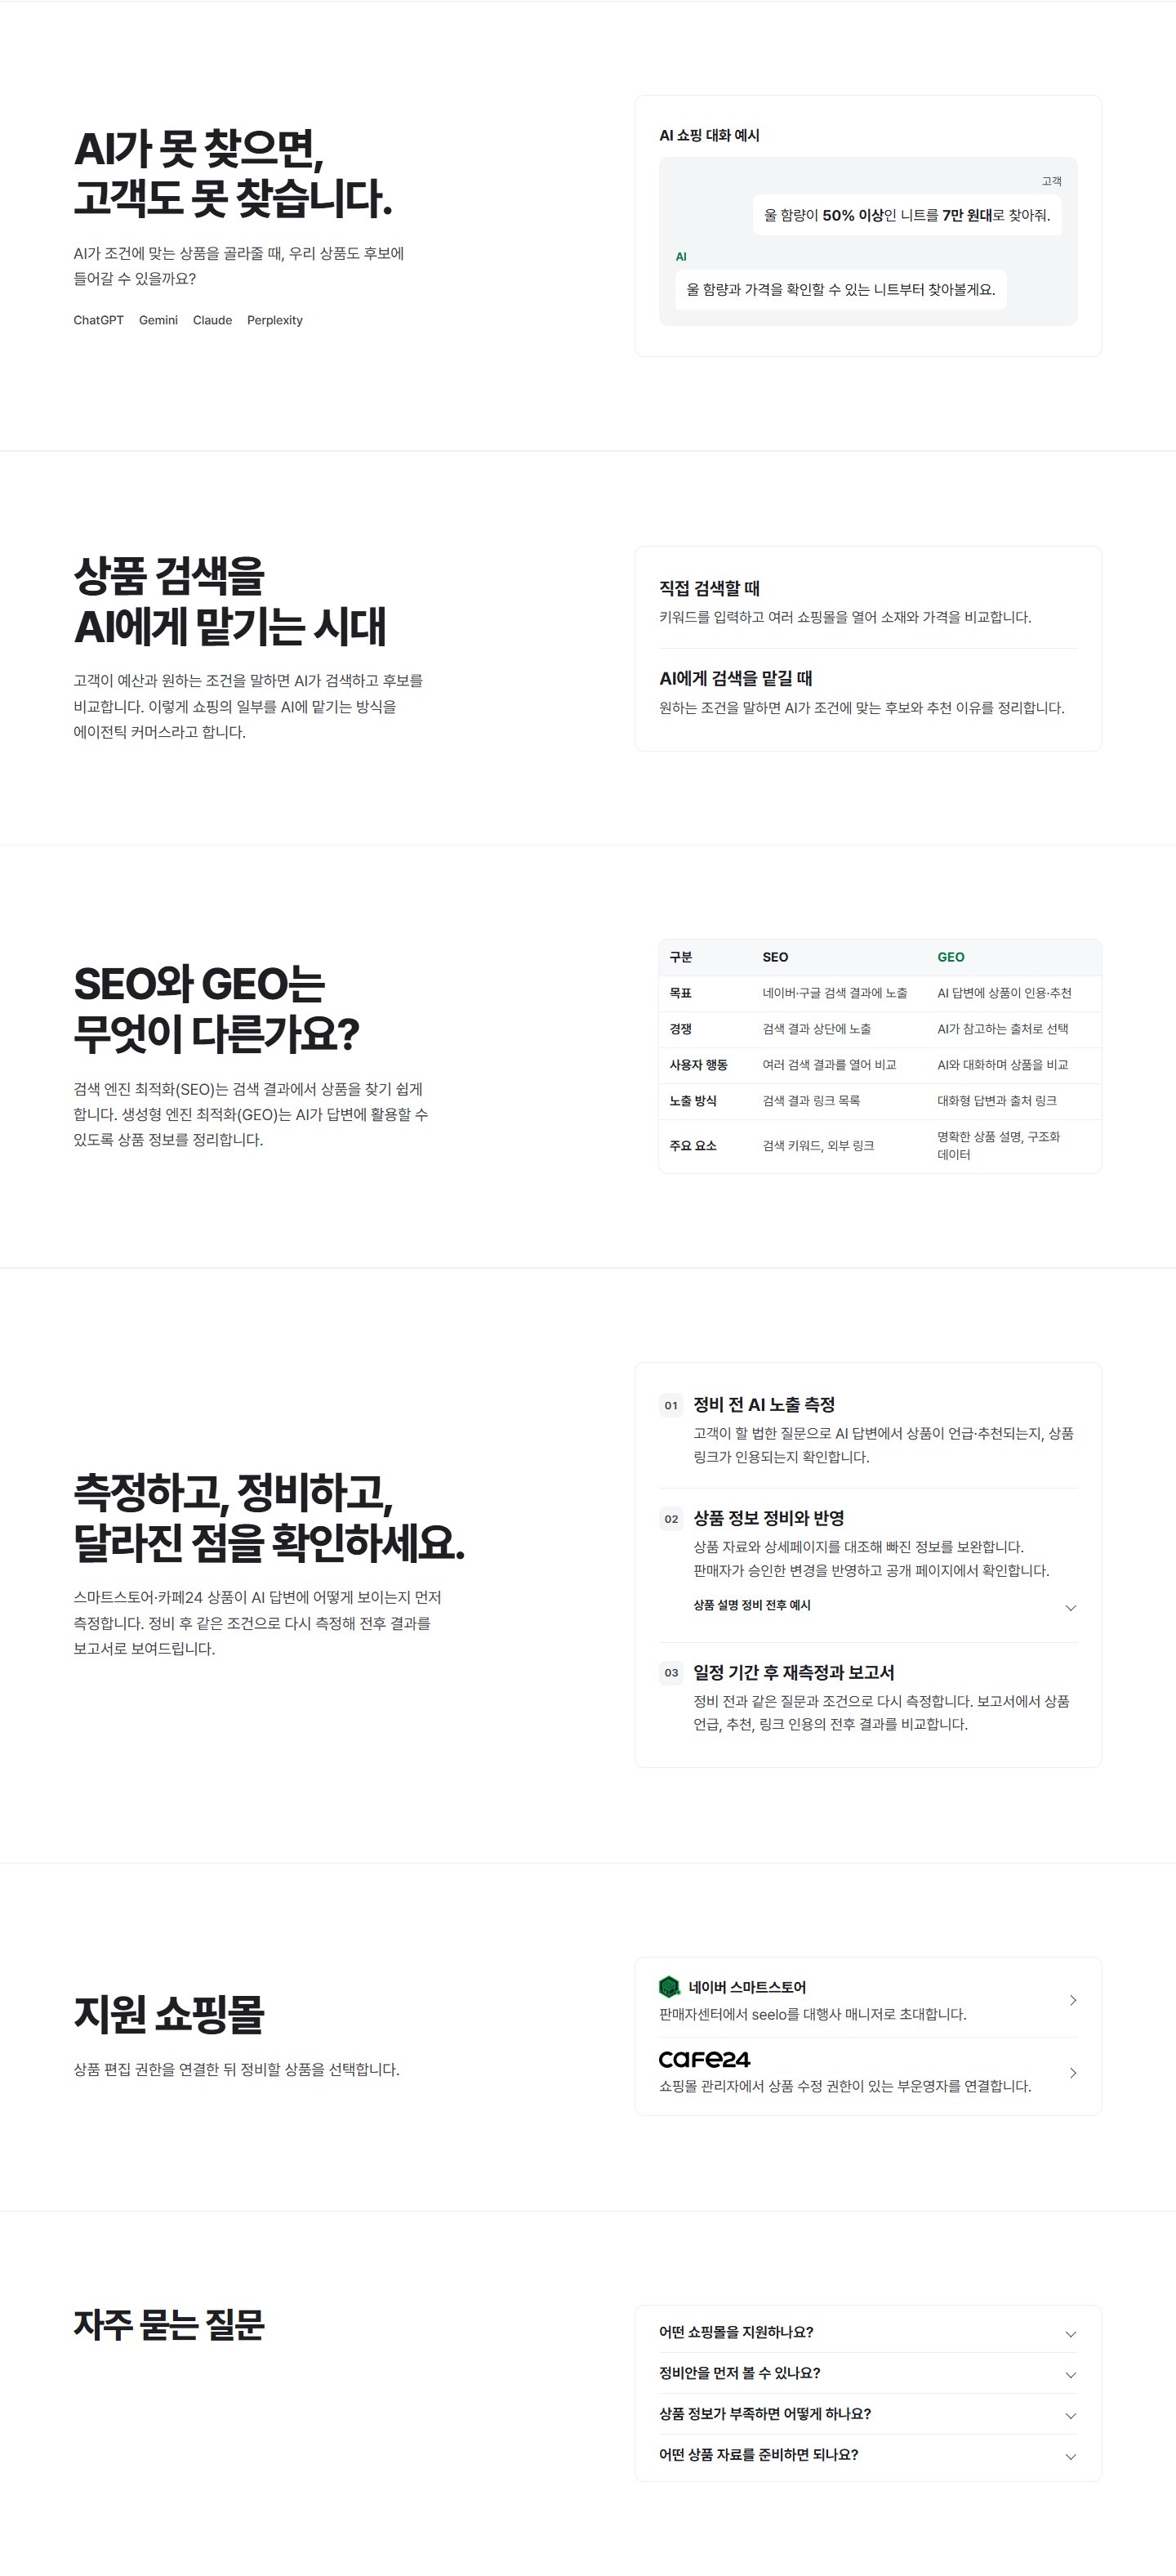 AI가 못 찾으면,
고객도 못 찾습니다.
AI가 조건에 맞는 상품을 골라줄 때, 우리 상품도 후보에
들어갈 수 있을까요?
ChatGPT Gemini Claude Perplexity
AI 쇼핑 대화 예시
고객
울 함량이 50% 이상인 니트를 7만 원대로 찾아줘.
AI
울 함량과 가격을 확인할 수 있는 니트부터 찾아볼게요.
상품 검색을
AI에게 맡기는 시대
고객이 예산과 원하는 조건을 말하면 AI가 검색하고 후보를
비교합니다. 이렇게 쇼핑의 일부를 AI에 맡기는 방식을
에이전틱 커머스라고 합니다.
직접 검색할 때
키워드를 입력하고 여러 쇼핑몰을 열어 소재와 가격을 비교합니다.
AI에게 검색을 맡길 때
원하는 조건을 말하면 AI가 조건에 맞는 후보와 추천 이유를 정리합니다.
SEO와 GEO는
무엇이 다른가요?
검색 엔진 최적화(SEO)는 검색 결과에서 상품을 찾기 쉽게
합니다. 생성형 엔진 최적화(GEO)는 AI가 답변에 활용할 수
있도록 상품 정보를 정리합니다.
구분 SEO GEO
목표 네이버·구글 검색 결과에 노출 AI 답변에 상품이 인용·추천
경쟁 검색 결과 상단에 노출 AI가 참고하는 출처로 선택
사용자 행동 여러 검색 결과를 열어 비교 AI와 대화하며 상품을 비교
노출 방식 검색 결과 링크 목록 대화형 답변과 출처 링크
주요 요소 검색 키워드, 외부 링크 명확한 상품 설명, 구조화
데이터
측정하고, 정비하고,
달라진 점을 확인하세요.
스마트스토어·카페24 상품이 AI 답변에 어떻게 보이는지 먼저
측정합니다. 정비 후 같은 조건으로 다시 측정해 전후 결과를
보고서로 보여드립니다.
01 정비 전 AI 노출 측정
고객이 할 법한 질문으로 AI 답변에서 상품이 언급·추천되는지, 상품
링크가 인용되는지 확인합니다.
02 상품 정보 정비와 반영
상품 자료와 상세페이지를 대조해 빠진 정보를 보완합니다.
판매자가 승인한 변경을 반영하고 공개 페이지에서 확인합니다.
상품 설명 정비 전후 예시
03 일정 기간 후 재측정과 보고서
정비 전과 같은 질문과 조건으로 다시 측정합니다. 보고서에서 상품
언급, 추천, 링크 인용의 전후 결과를 비교합니다.
지원 쇼핑몰
상품 편집 권한을 연결한 뒤 정비할 상품을 선택합니다.
네이버 스마트스토어
판매자센터에서 seelo를 대행사 매니저로 초대합니다.
cafe24
쇼핑몰 관리자에서 상품 수정 권한이 있는 부운영자를 연결합니다.
자주 묻는 질문
어떤 쇼핑몰을 지원하나요?
정비안을 먼저 볼 수 있나요?
상품 정보가 부족하면 어떻게 하나요?
어떤 상품 자료를 준비하면 되나요?